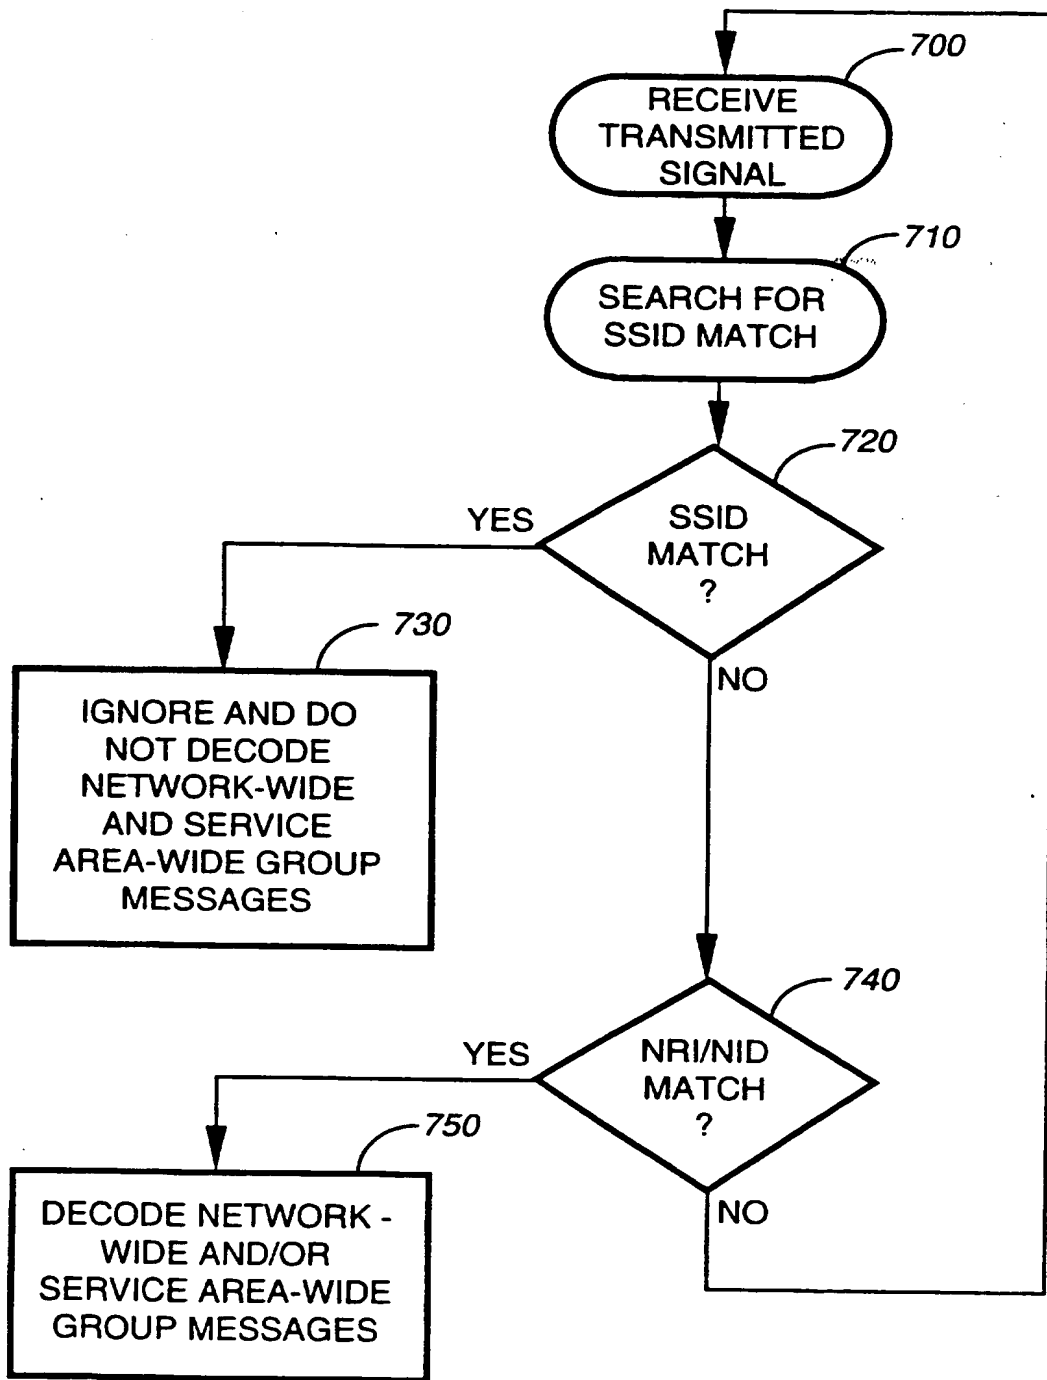 700
RECEIVE
TRANSMITTED
SIGNAL
710
SEARCH FOR
SSID MATCH
720
SSID
MATCH
?
YES
NO
730
IGNORE AND DO
NOT DECODE
NETWORK-WIDE
AND SERVICE
AREA-WIDE GROUP
MESSAGES
740
NRI/NID
MATCH
?
YES
NO
750
DECODE NETWORK -
WIDE AND/OR
SERVICE AREA-WIDE
GROUP MESSAGES